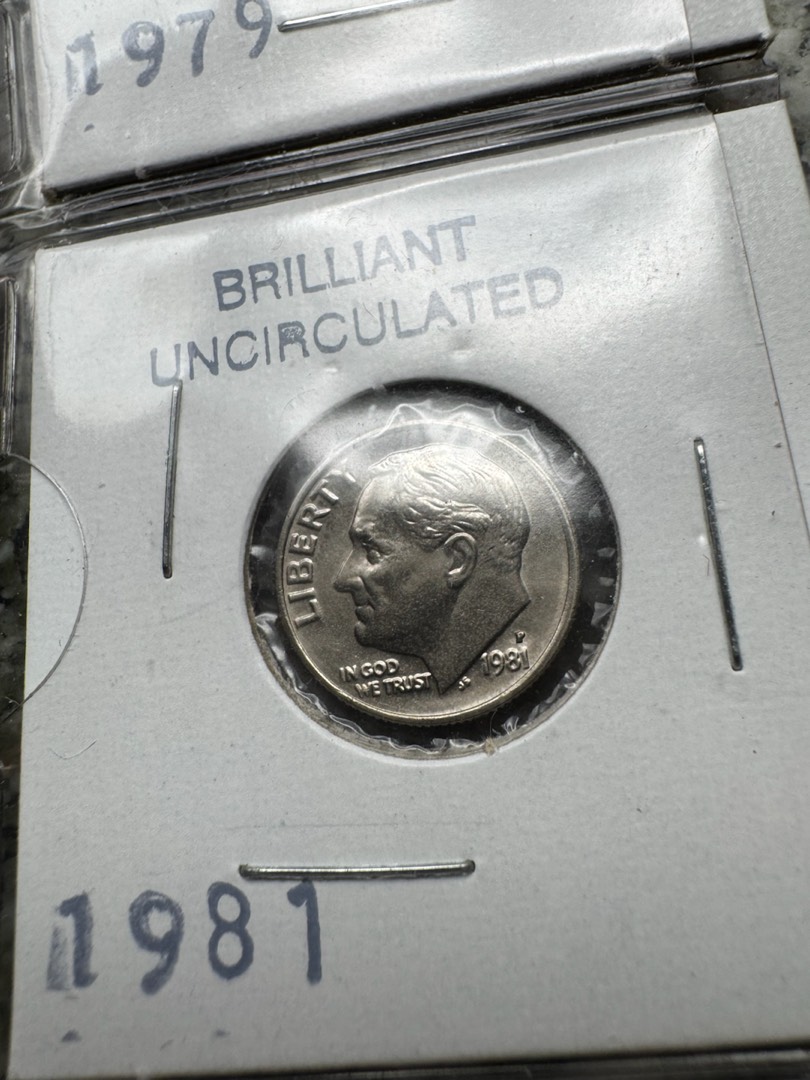 1979
BRILLIANT
UNCIRCULATED
LIBERTY
IN GOD
WE TRUST
JS
P
1981
1981